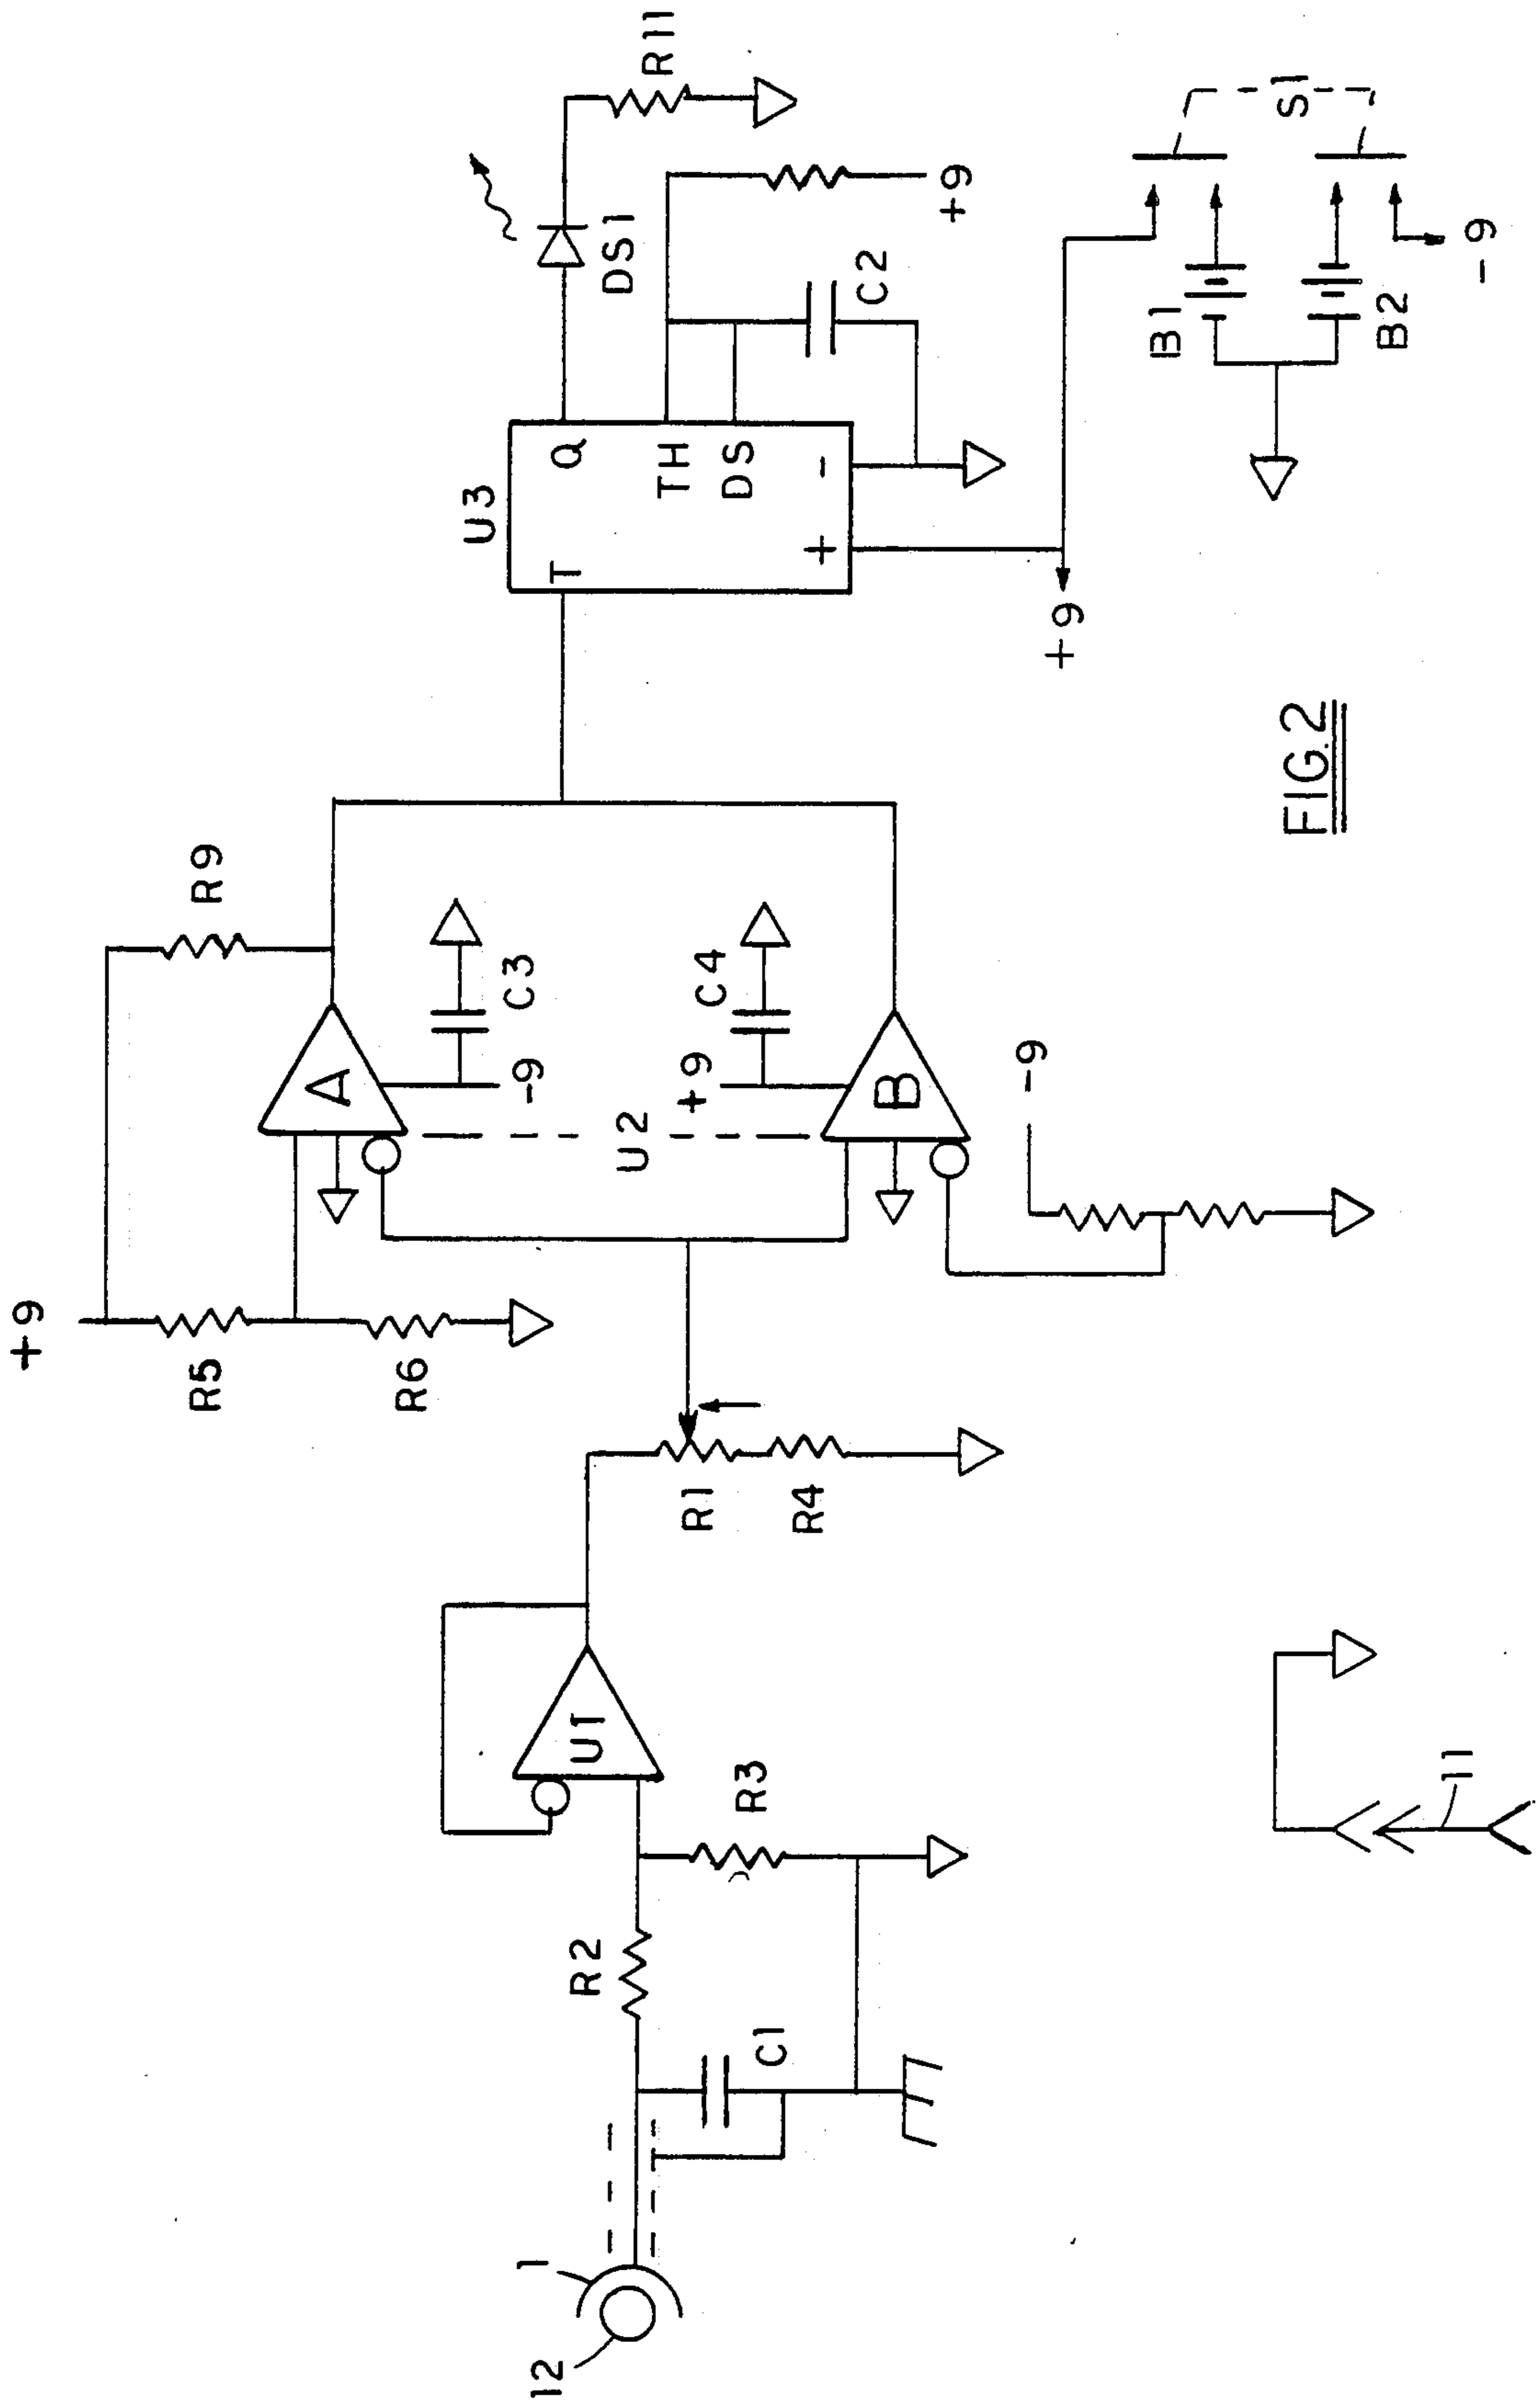 12
1
C1
R2
R3
U1
11
R1
R4
+9
R5
R6
R9
A
-9
C3
U2
+9
C4
B
-9
FIG.2
U3
T
Q
TH
DS
+
-
+9
DS1
R11
C2
+9
B1
B2
S1
-9